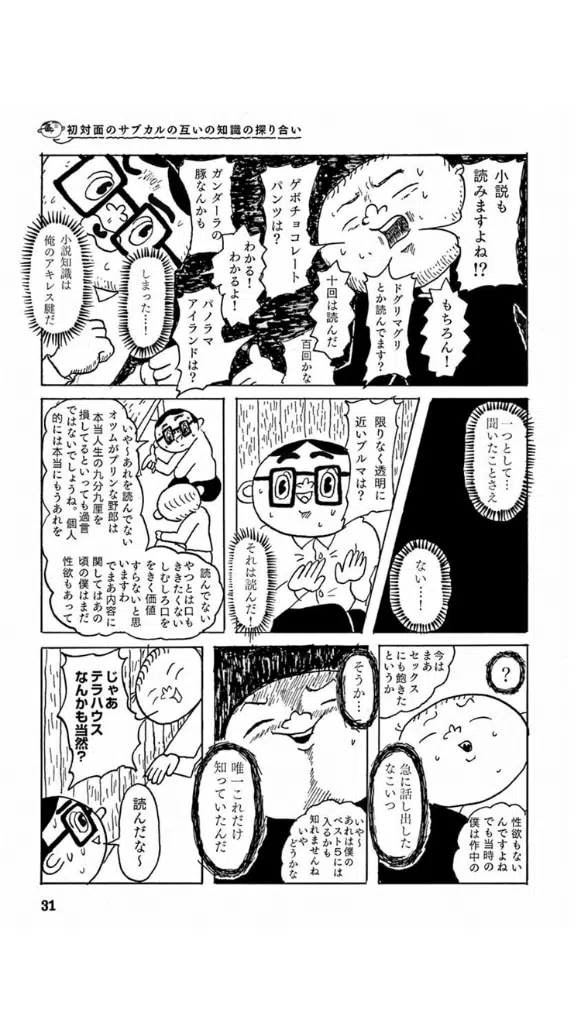 初対面のサブカルの互いの知識の探り合い
小説も
読みますよね!?
もちろん!
ドグリマグリ
とか読んでます?
十回は読んだ
百回かな
ゲボチョコレート
パンツは?
わかる!
わかるよ!
パノラマ
アイランドは?
ガンダーラの
豚なんかも
しまった……
小説知識は
俺のアキレス腱だ
一つとして…
聞いたことさえ
ない……!
限りなく透明に
近いブルマは?
それは読んだ!
いや〜あれを読んでない
オツムがプリンな野郎は
本当人生の九分九厘を
損してるといっても過言
ではないでしょうね。個人
的には本当にもうあれを
読んでない
やつとは口も
ききたくない
しむしろ口を
きく価値
すらないと思
いますわ
でまあ内容に
関してはあの
頃の僕はまだ
性欲もあって
?
今は
まあ
セックス
にも飽きた
というか
性欲もない
んですよね
でも当時の
僕は作中の
急に話し出した
なこいつ
そうか…
唯一これだけ
知っていたんだ
いや〜
あれは僕の
ベスト5には
入るかも
知れませんね
いや
どうかな
じゃあ
テラハウス
なんかも当然?
読んだな〜
31